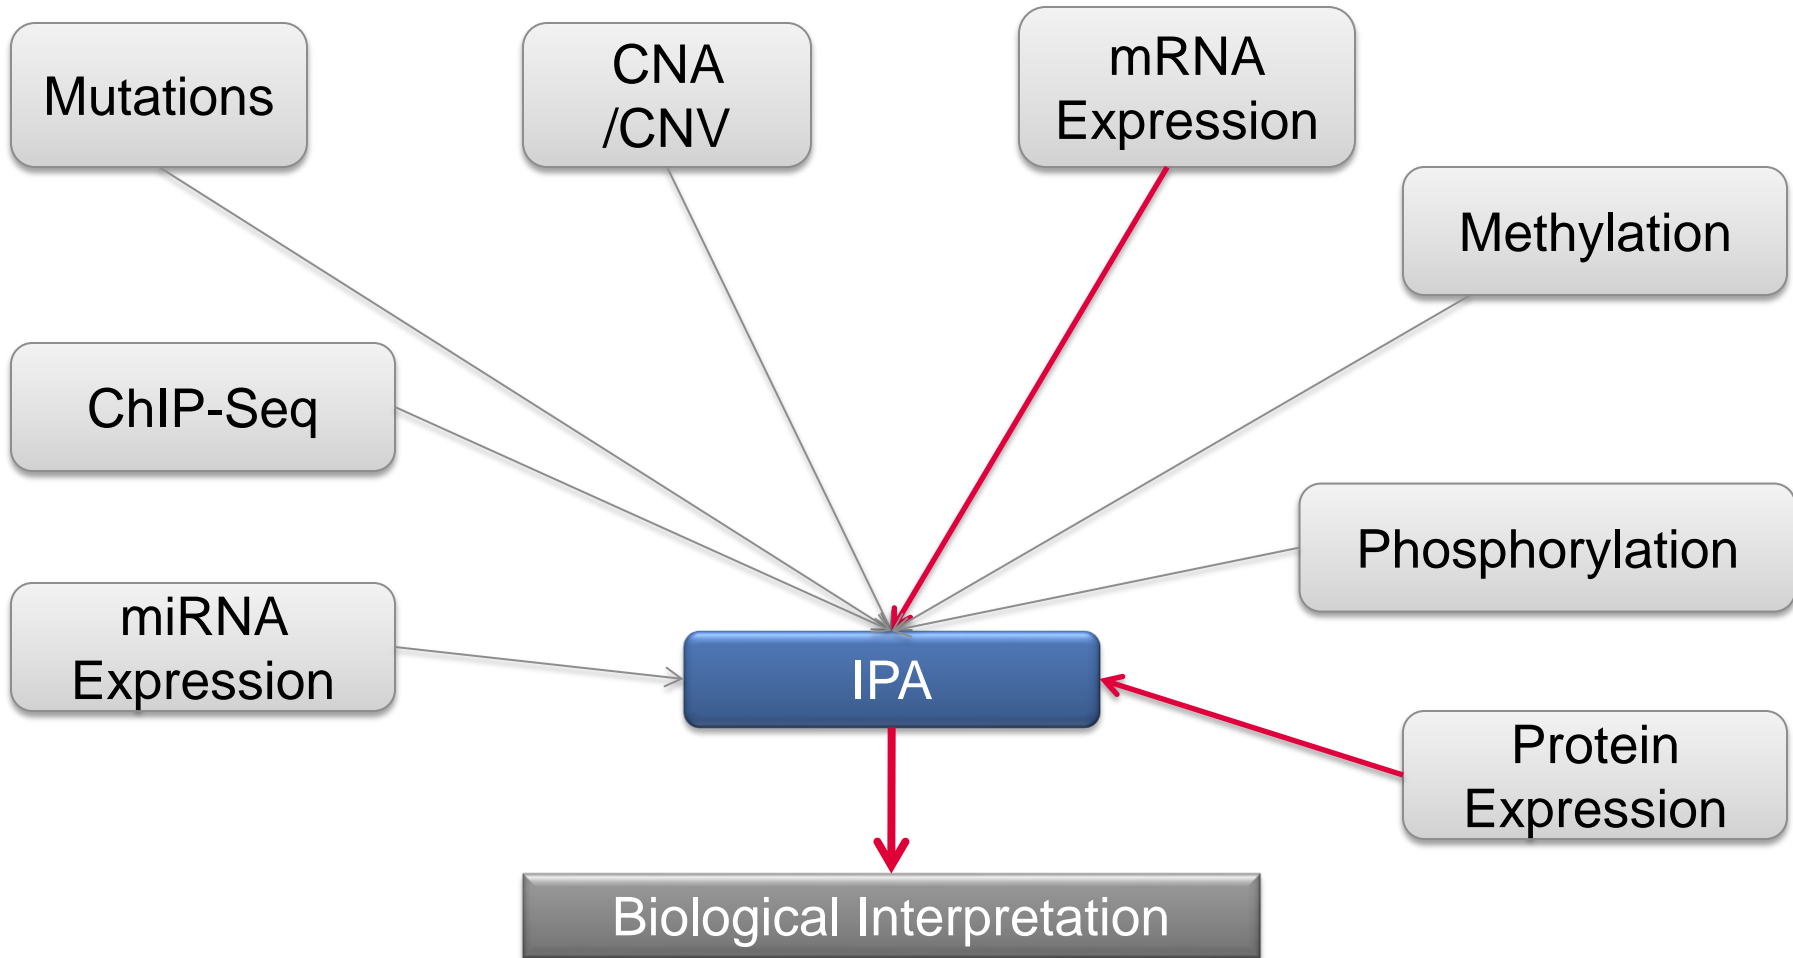 Mutations
CNA
/CNV
mRNA
Expression
Methylation
ChIP-Seq
Phosphorylation
miRNA
Expression
IPA
Protein
Expression
Biological Interpretation